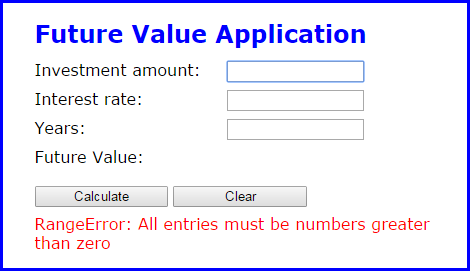 Future Value Application
Investment amount:
Interest rate:
Years:
Future Value:
Calculate Clear
RangeError: All entries must be numbers greater
than zero